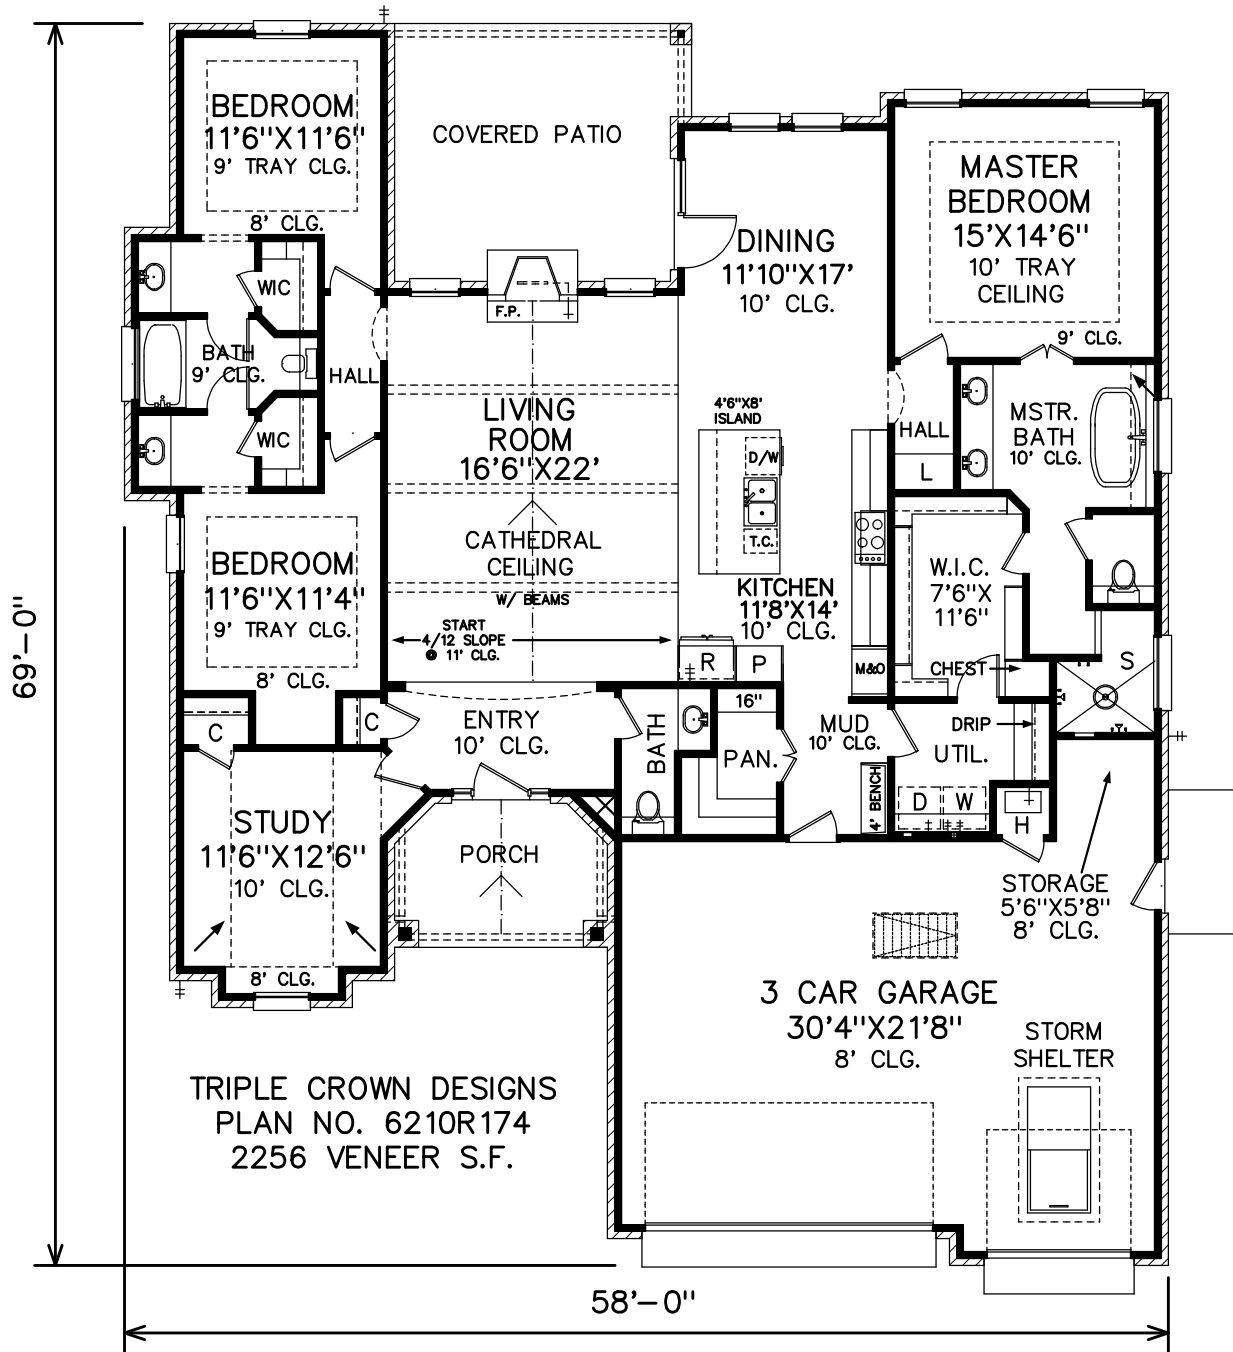 BEDROOM
11'6"X11'6"
9' TRAY CLG.
8' CLG.
COVERED PATIO
MASTER
BEDROOM
15'X14'6"
10' TRAY
CEILING
9' CLG.
DINING
11'10"X17'
10' CLG.
WIC
F.P.
BATH
9' CLG.
HALL
WIC
LIVING
ROOM
16'6"X22'
CATHEDRAL
CEILING
W/ BEAMS
START
4/12 SLOPE
@ 11' CLG.
4'6"X8'
ISLAND
D/W
T.C.
KITCHEN
11'8'X14'
10' CLG.
HALL
L
MSTR.
BATH
10' CLG.
W.I.C.
7'6"X
11'6"
CHEST
S
M&O
R
P
BEDROOM
11'6"X11'4"
9' TRAY CLG.
8' CLG.
C
C
ENTRY
10' CLG.
BATH
16"
PAN.
MUD
10' CLG.
DRIP
UTIL.
4' BENCH
D
W
H
STUDY
11'6"X12'6"
10' CLG.
8' CLG.
PORCH
STORAGE
5'6"X5'8"
8' CLG.
3 CAR GARAGE
30'4"X21'8"
8' CLG.
STORM
SHELTER
TRIPLE CROWN DESIGNS
PLAN NO. 6210R174
2256 VENEER S.F.
69'-0"
58'-0"